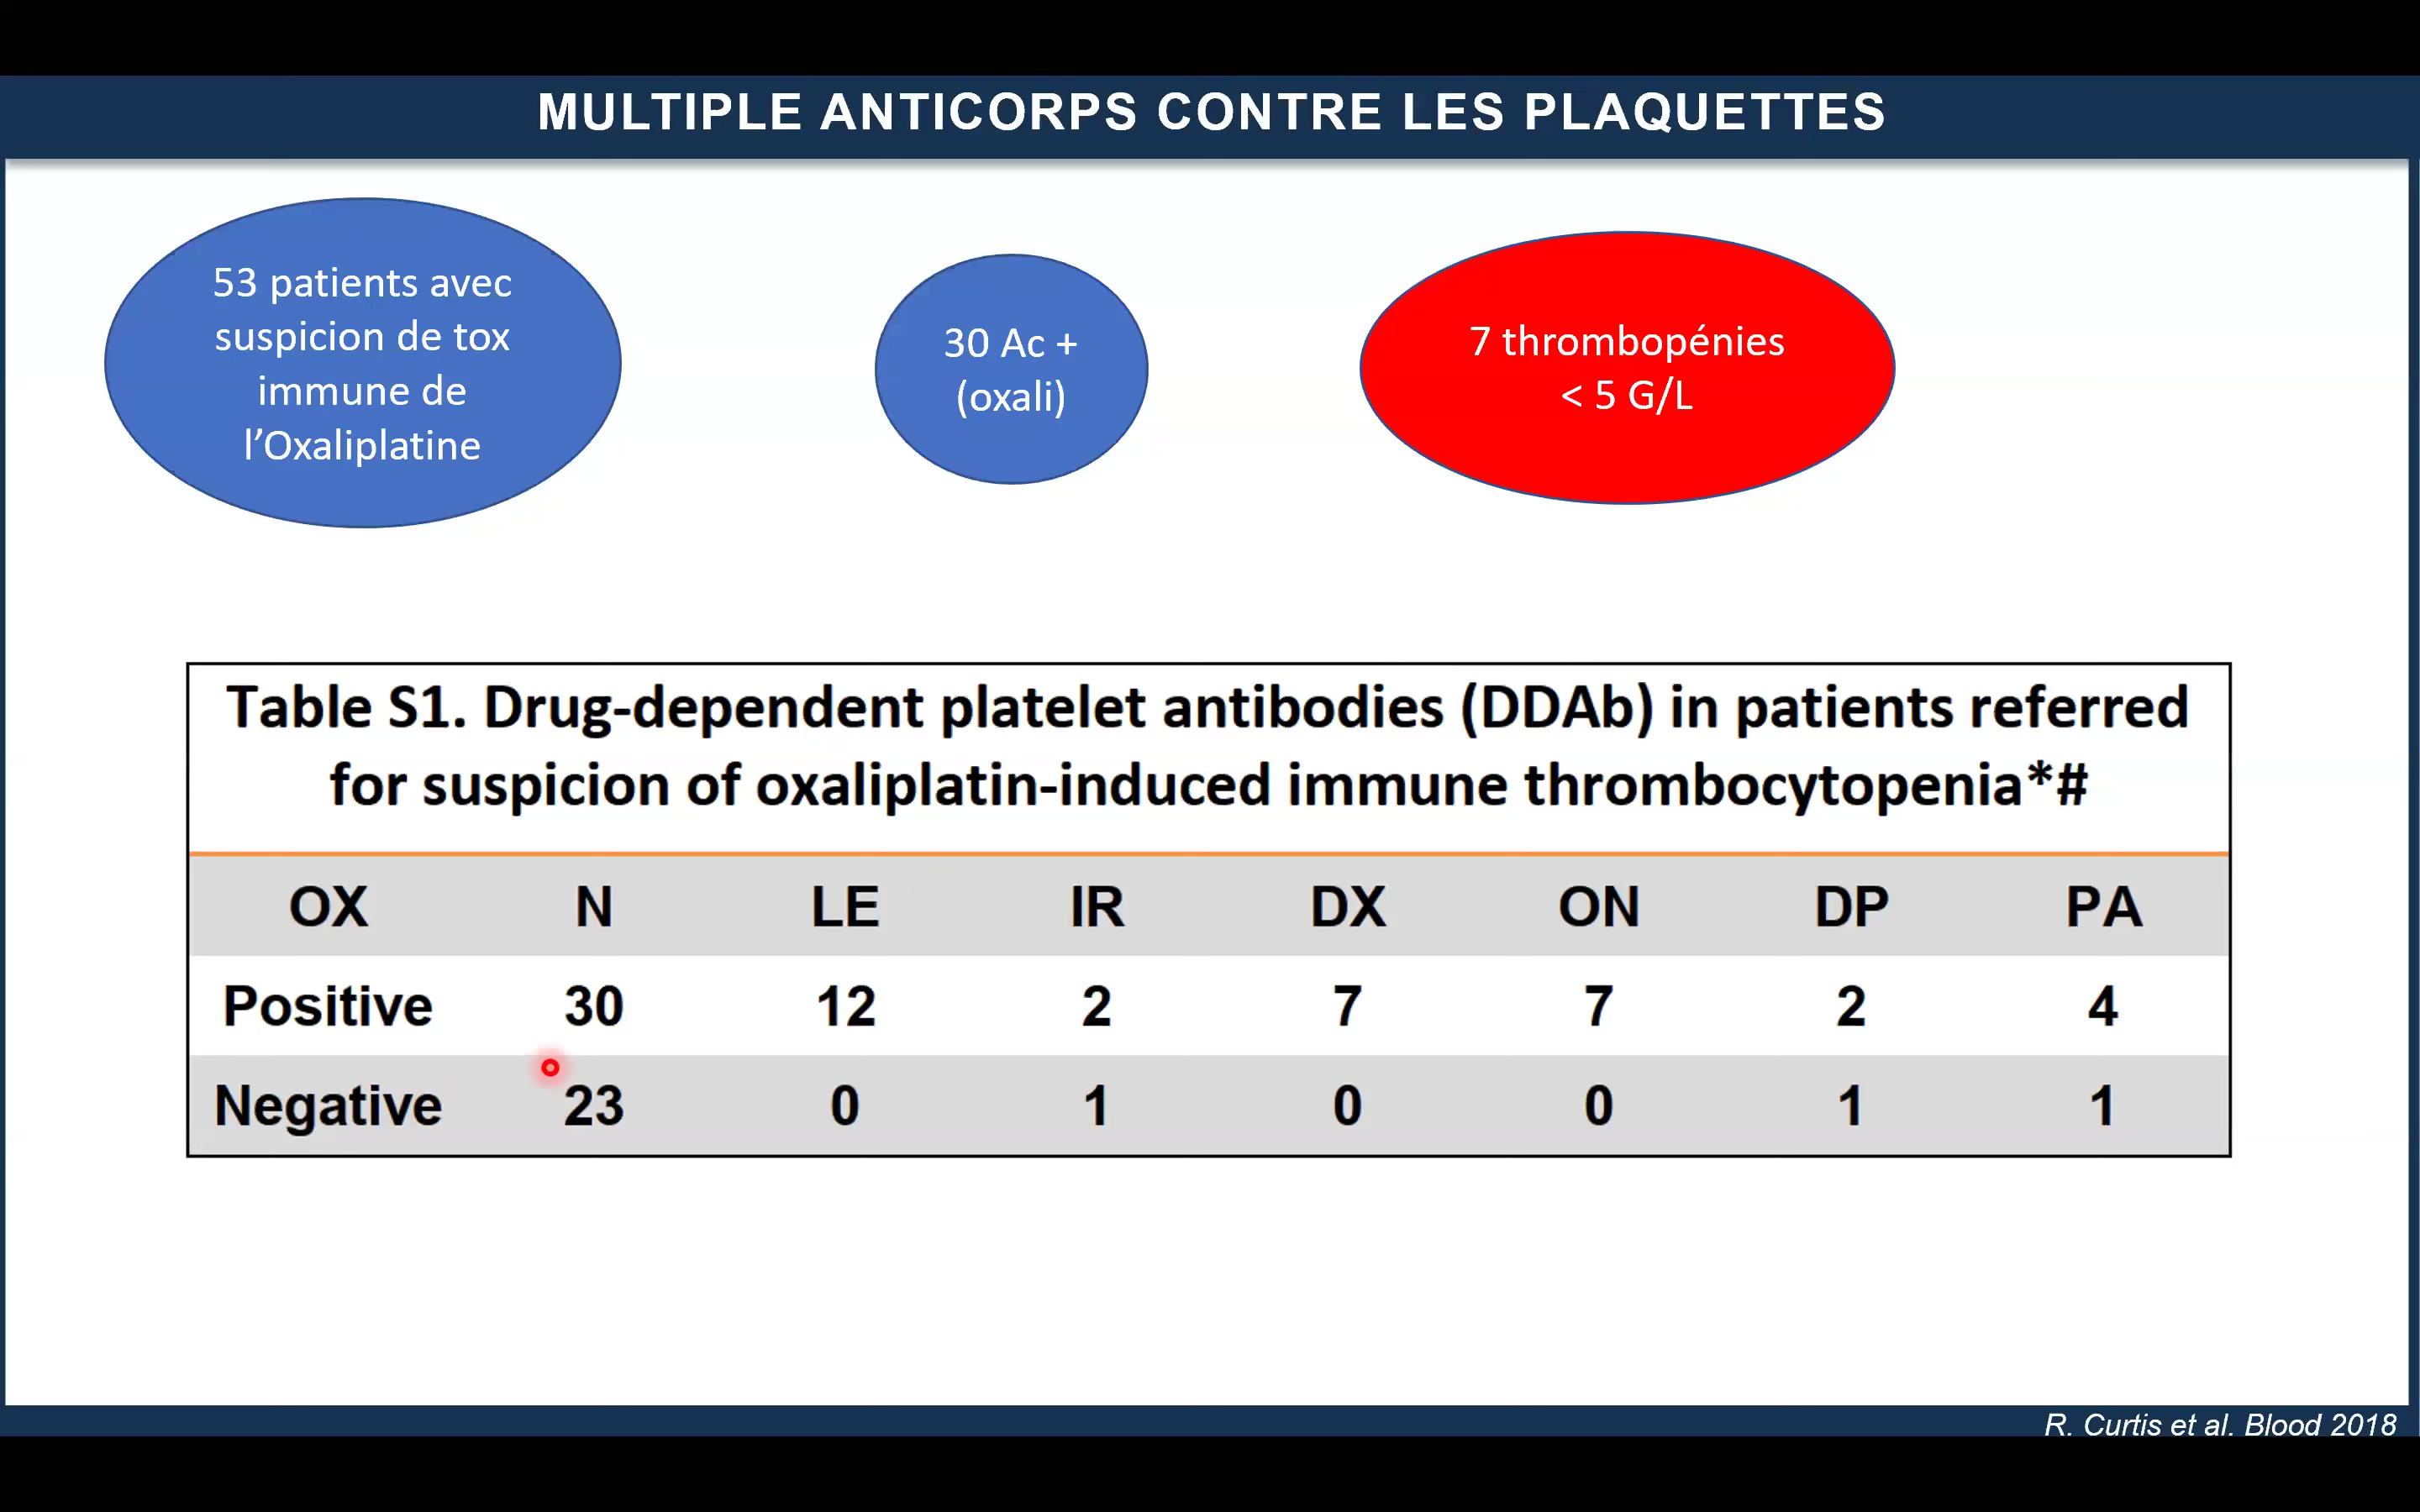 MULTIPLE ANTICORPS CONTRE LES PLAQUETTES
53 patients avec
suspicion de tox
immune de
l’Oxaliplatine
30 Ac +
(oxali)
7 thrombopénies
< 5 G/L
Table S1. Drug-dependent platelet antibodies (DDAb) in patients referred
for suspicion of oxaliplatin-induced immune thrombocytopenia*#
OX N LE IR DX ON DP PA
Positive 30 12 2 7 7 2 4
Negative 23 0 1 0 0 1 1
R. Curtis et al. Blood 2018